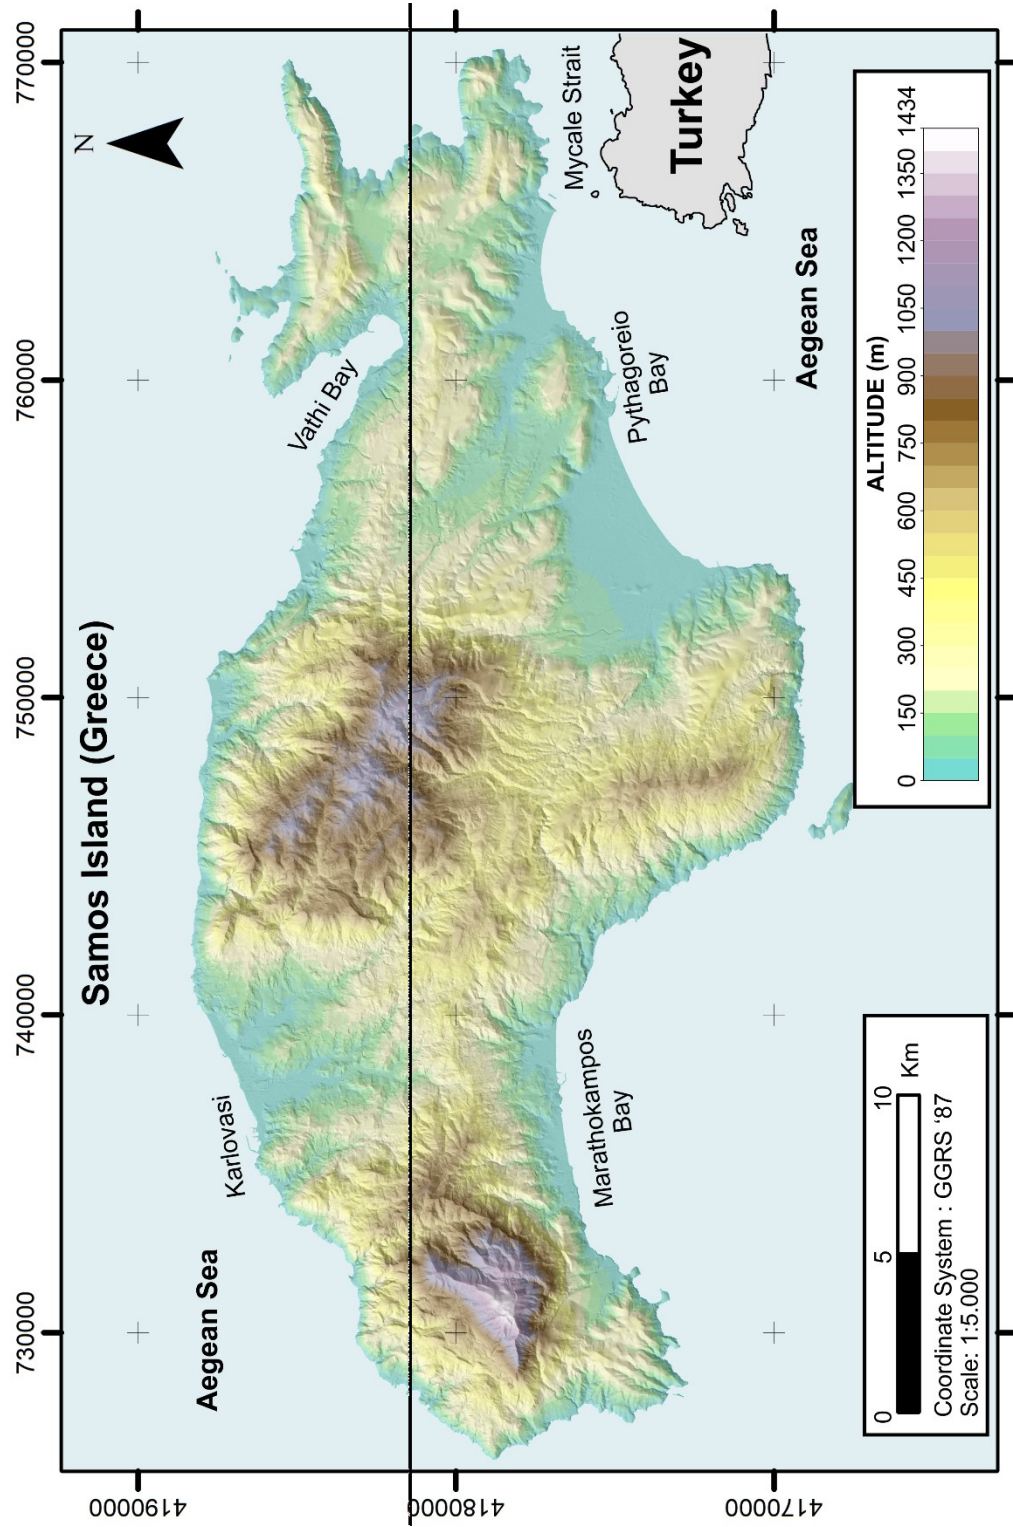 Samos Island (Greece)
N
730000
740000
750000
760000
770000
4190000
4180000
4170000
Aegean Sea
Karlovasi
Vathi Bay
Mycale Strait
Turkey
Marathokampos
Bay
Pythagoreio
Bay
Aegean Sea
0 5 10
Km
Coordinate System : GGRS ‘87
Scale: 1:5.000
ALTITUDE (m)
0 150 300 450 600 750 900 1050 1200 1350 1434